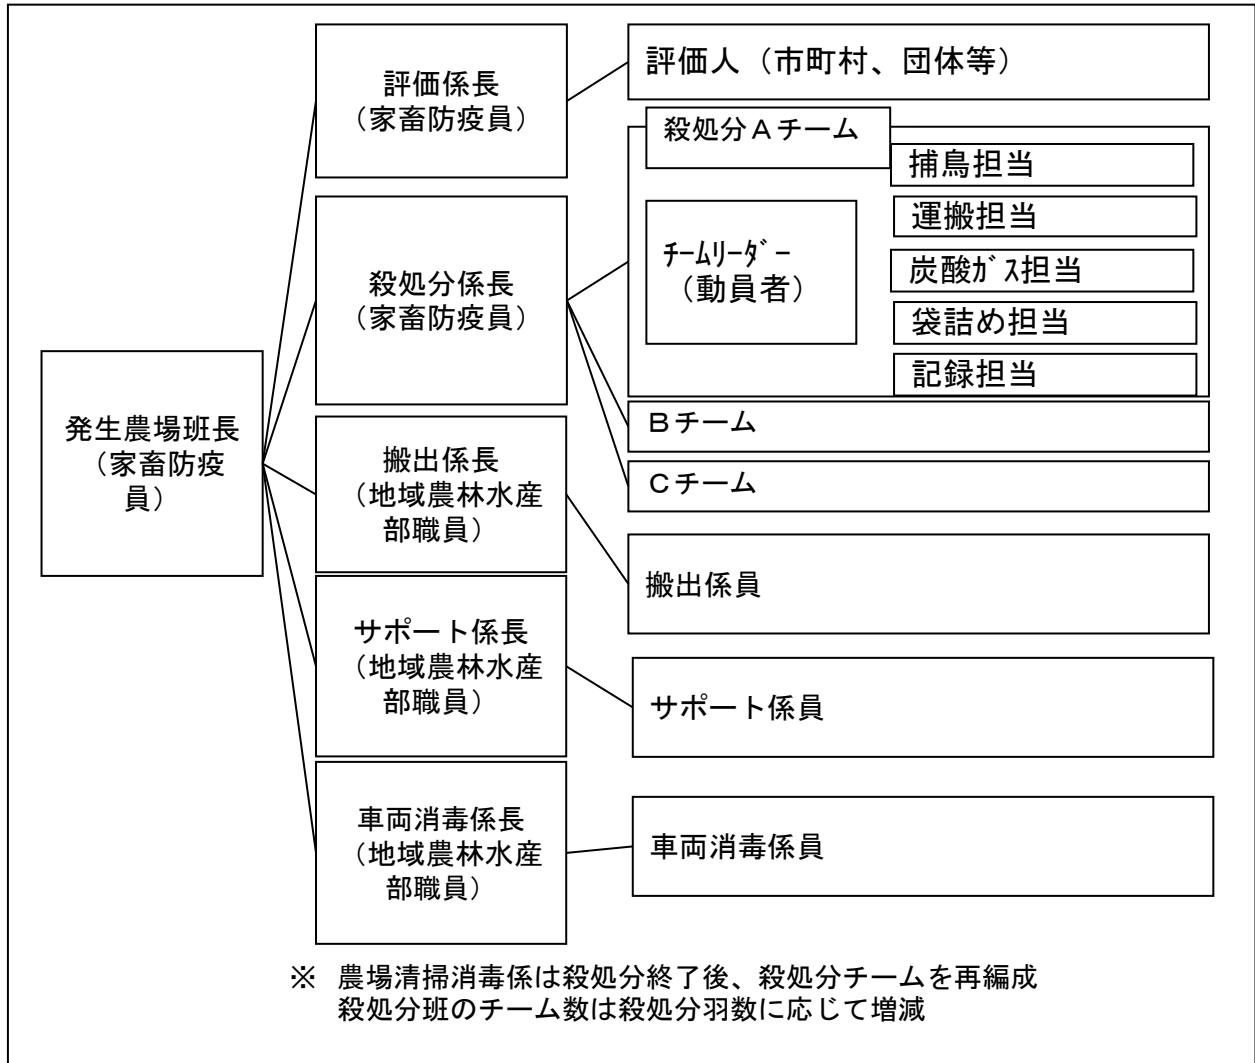 発生農場班長
（家畜防疫
員）
評価係長
（家畜防疫員）
評価人（市町村、団体等）
殺処分係長
（家畜防疫員）
殺処分Ａチーム
ﾁｰﾑﾘｰﾀﾞｰ
（動員者）
捕鳥担当
運搬担当
炭酸ｶﾞｽ担当
袋詰め担当
記録担当
Ｂチーム
Ｃチーム
搬出係長
（地域農林水産
部職員）
搬出係員
サポート係長
（地域農林水産
部職員）
サポート係員
車両消毒係長
（地域農林水産
部職員）
車両消毒係員
※　農場清掃消毒係は殺処分終了後、殺処分チームを再編成
殺処分班のチーム数は殺処分羽数に応じて増減